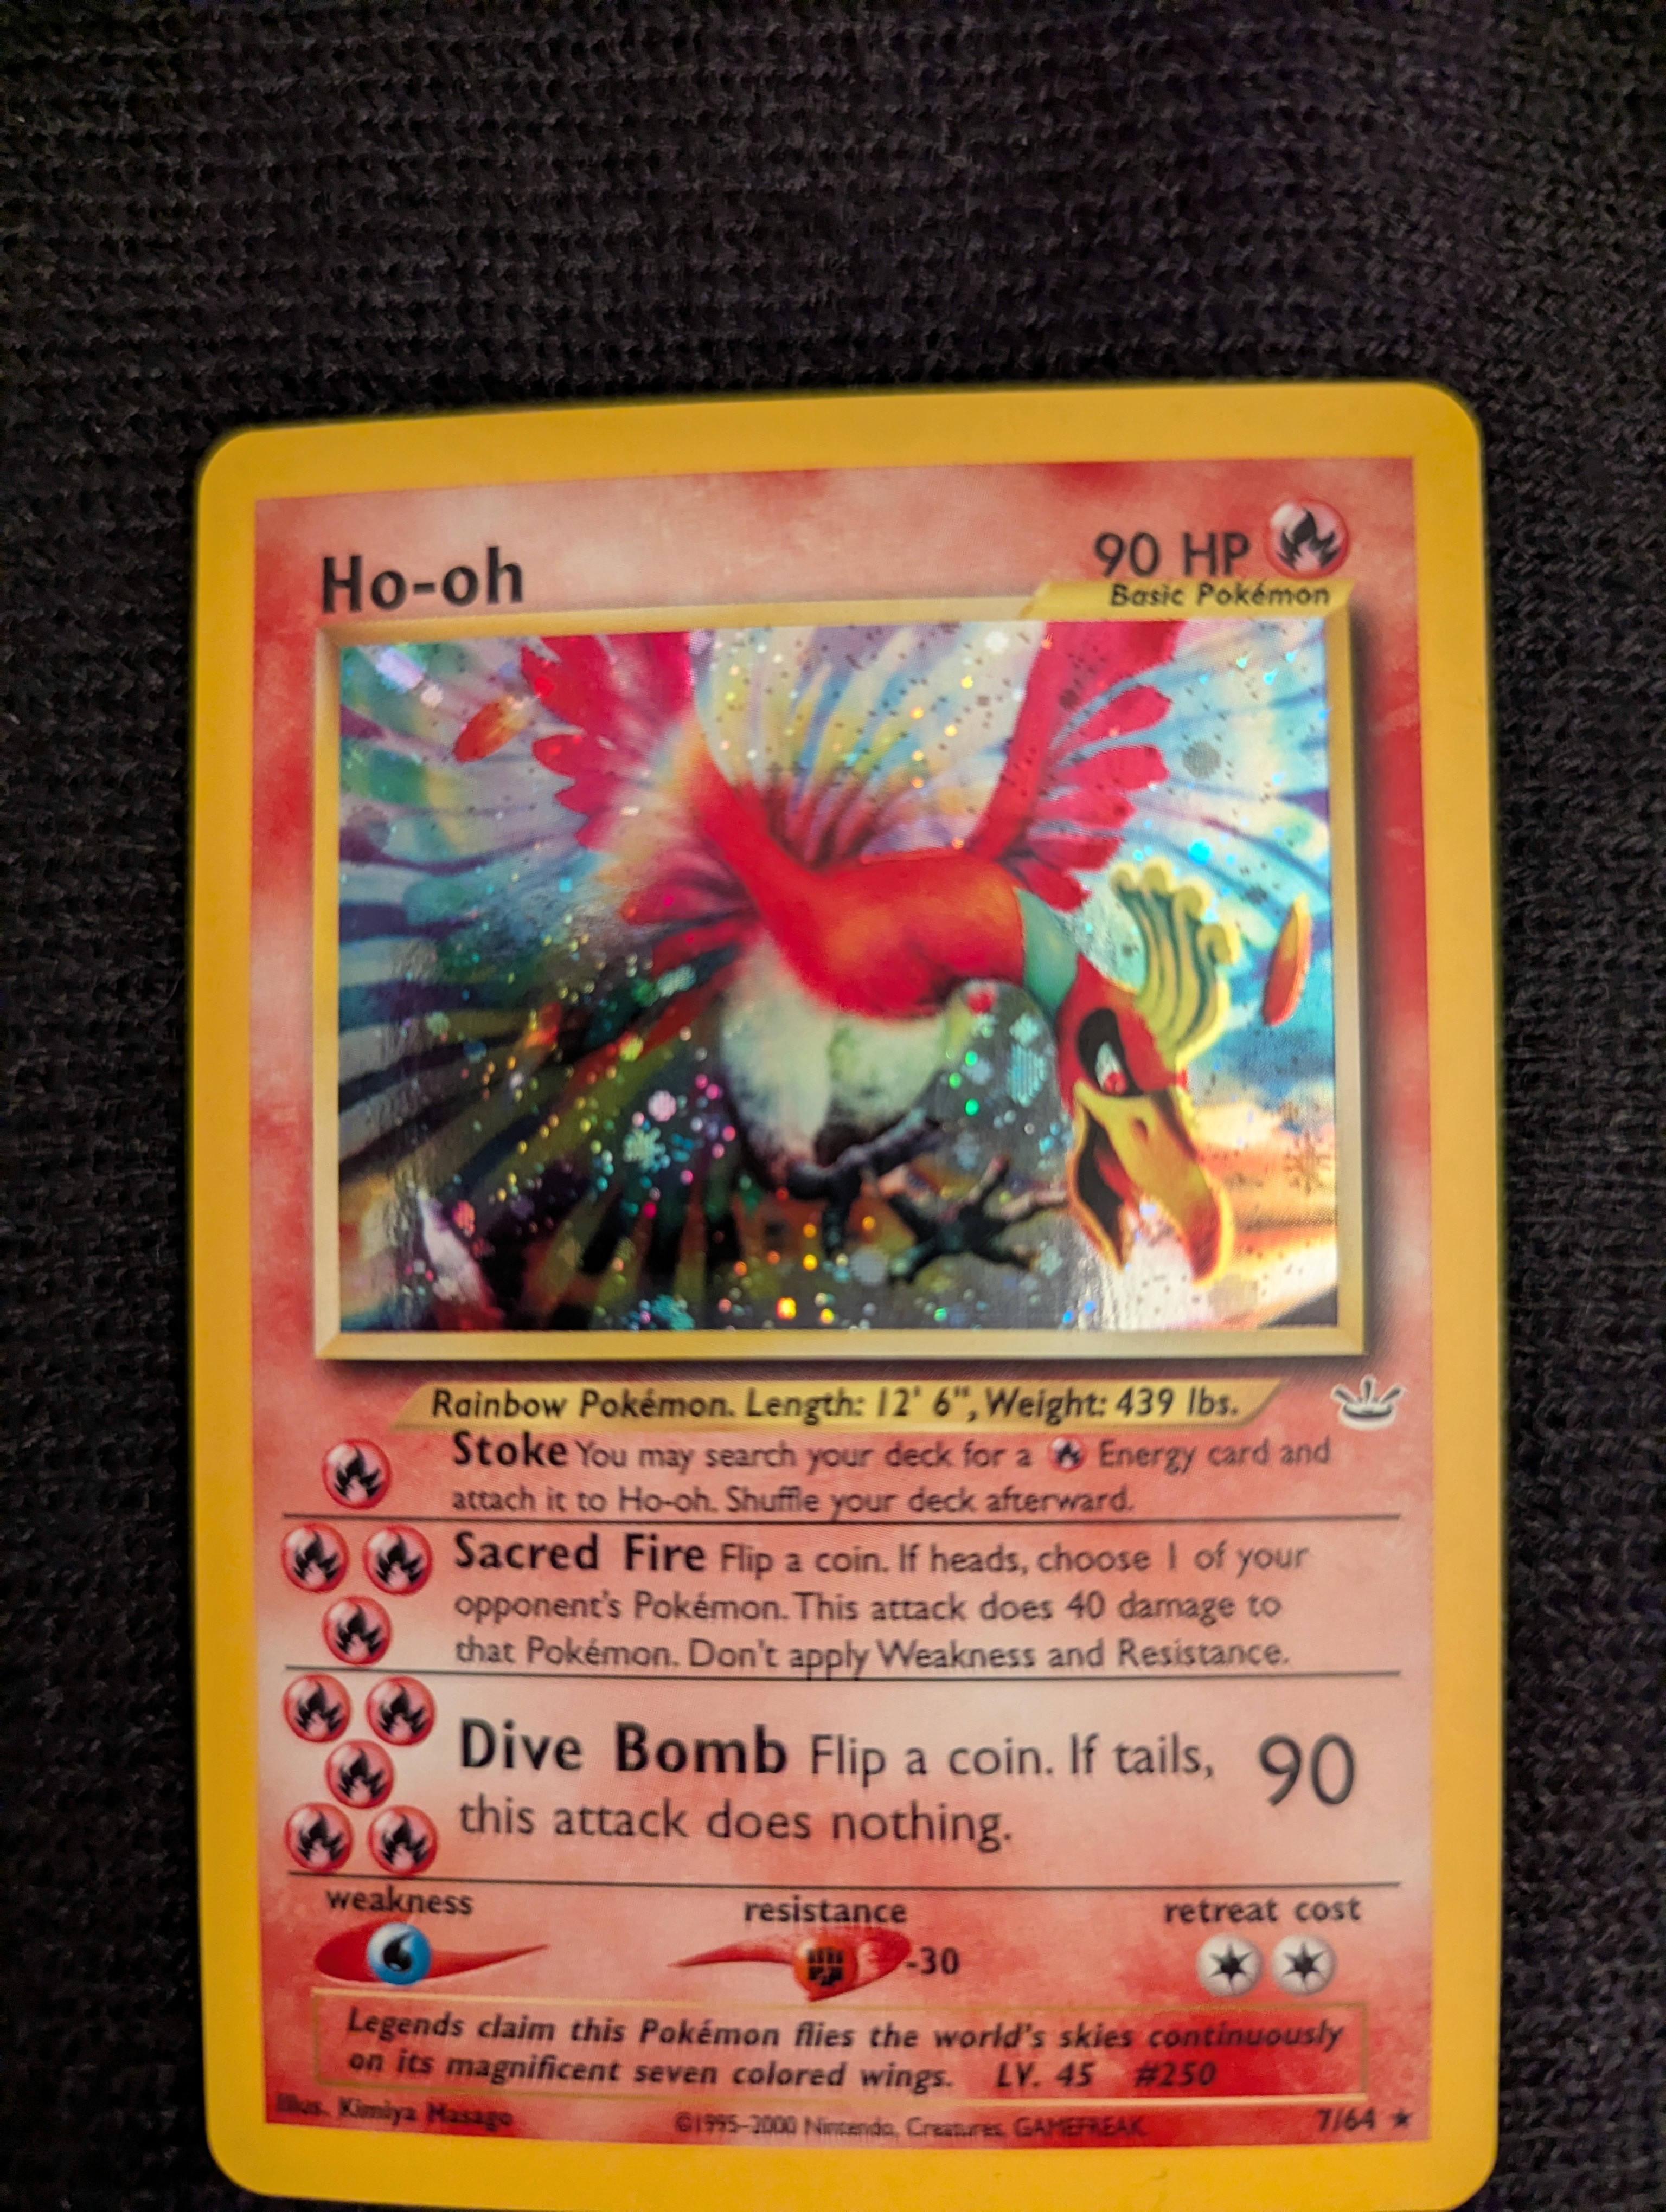 Ho-oh
90 HP
Basic Pokémon
Rainbow Pokémon. Length: 12' 6", Weight: 439 lbs.
Stoke You may search your deck for a Energy card and
attach it to Ho-oh. Shuffle your deck afterward.
Sacred Fire Flip a coin. If heads, choose 1 of your
opponent's Pokémon. This attack does 40 damage to
that Pokémon. Don't apply Weakness and Resistance.
Dive Bomb Flip a coin. If tails, 90
this attack does nothing.
weakness resistance retreat cost
-30
Legends claim this Pokémon flies the world's skies continuously
on its magnificent seven colored wings. LV. 45 #250
Illus. Kimiya Masago
©1995-2000 Nintendo, Creatures, GAMEFREAK.
7/64 ★